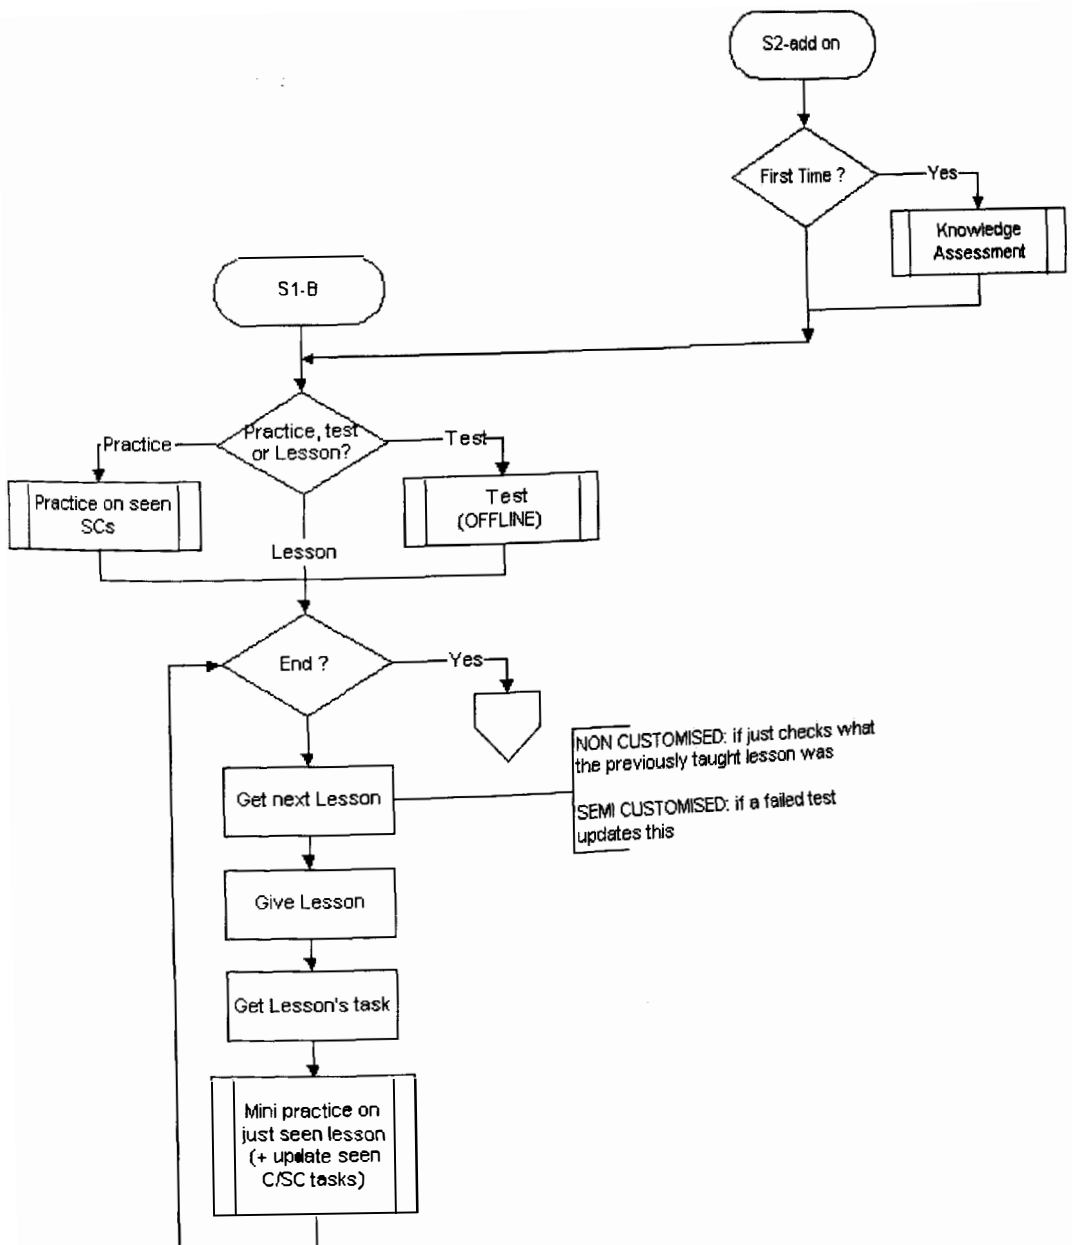 S2-add on
First Time ?
Yes
Knowledge
Assessment
S1-B
Practice, test
or Lesson?
Practice
Test
Practice on seen
SCs
Test
(OFFLINE)
Lesson
End ?
Yes
NON CUSTOMISED: if just checks what
the previously taught lesson was
SEMI CUSTOMISED: if a failed test
updates this
Get next Lesson
Give Lesson
Get Lesson's task
Mini practice on
just seen lesson
(+ update seen
C/SC tasks)